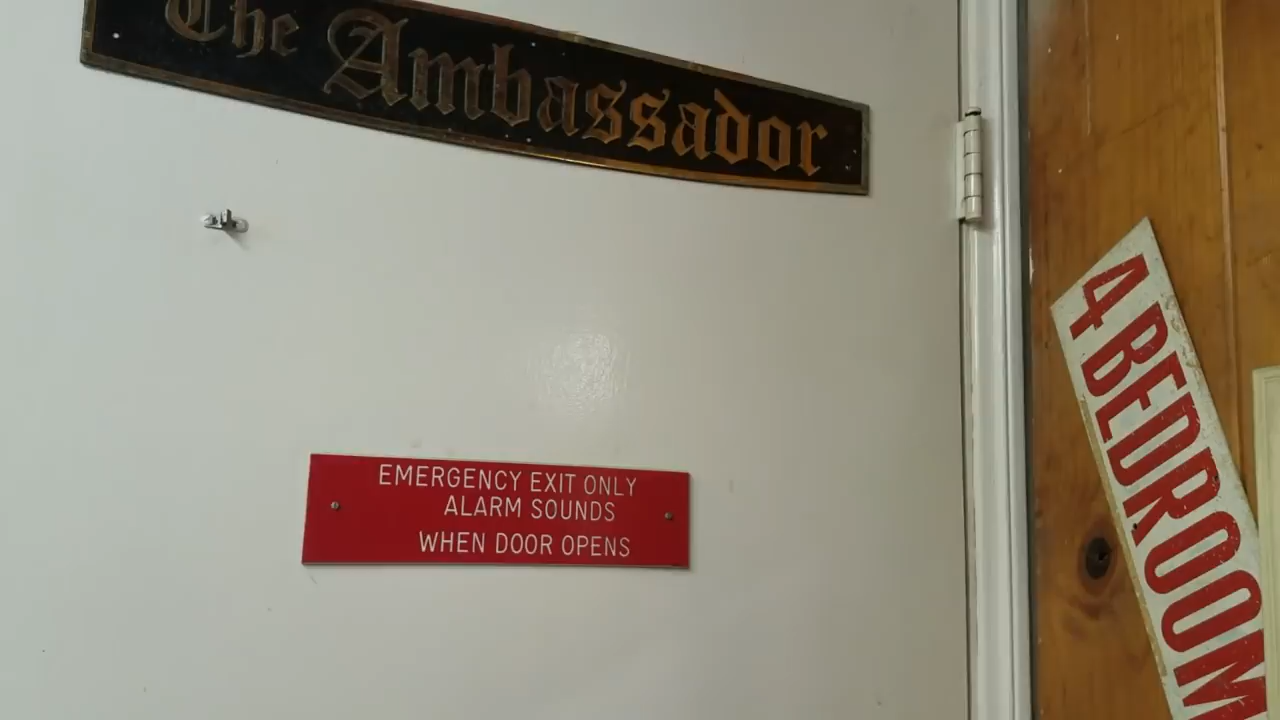 The Ambassador
EMERGENCY EXIT ONLY
ALARM SOUNDS
WHEN DOOR OPENS
4 BEDROOM